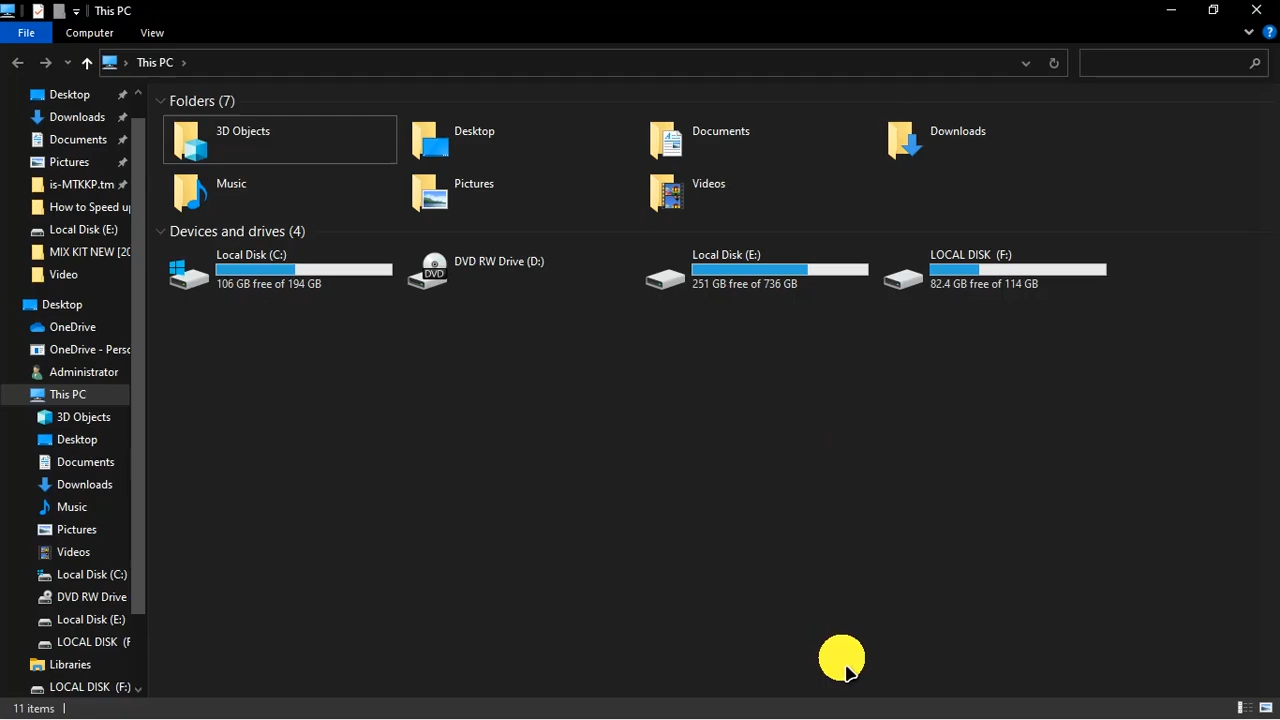 This PC
File
Computer
View
This PC
Desktop
Downloads
Documents
Pictures
is-MTKKP.tm
How to Speed up
Local Disk (E:)
MIX KIT NEW [20
Video
Desktop
OneDrive
OneDrive - Perso
Administrator
This PC
3D Objects
Desktop
Documents
Downloads
Music
Pictures
Videos
Local Disk (C:)
DVD RW Drive
Local Disk (E:)
LOCAL DISK (F
Libraries
LOCAL DISK (F:)
Folders (7)
3D Objects
Desktop
Documents
Downloads
Music
Pictures
Videos
Devices and drives (4)
Local Disk (C:)
106 GB free of 194 GB
DVD RW Drive (D:)
DVD
Local Disk (E:)
251 GB free of 736 GB
LOCAL DISK (F:)
82.4 GB free of 114 GB
11 items